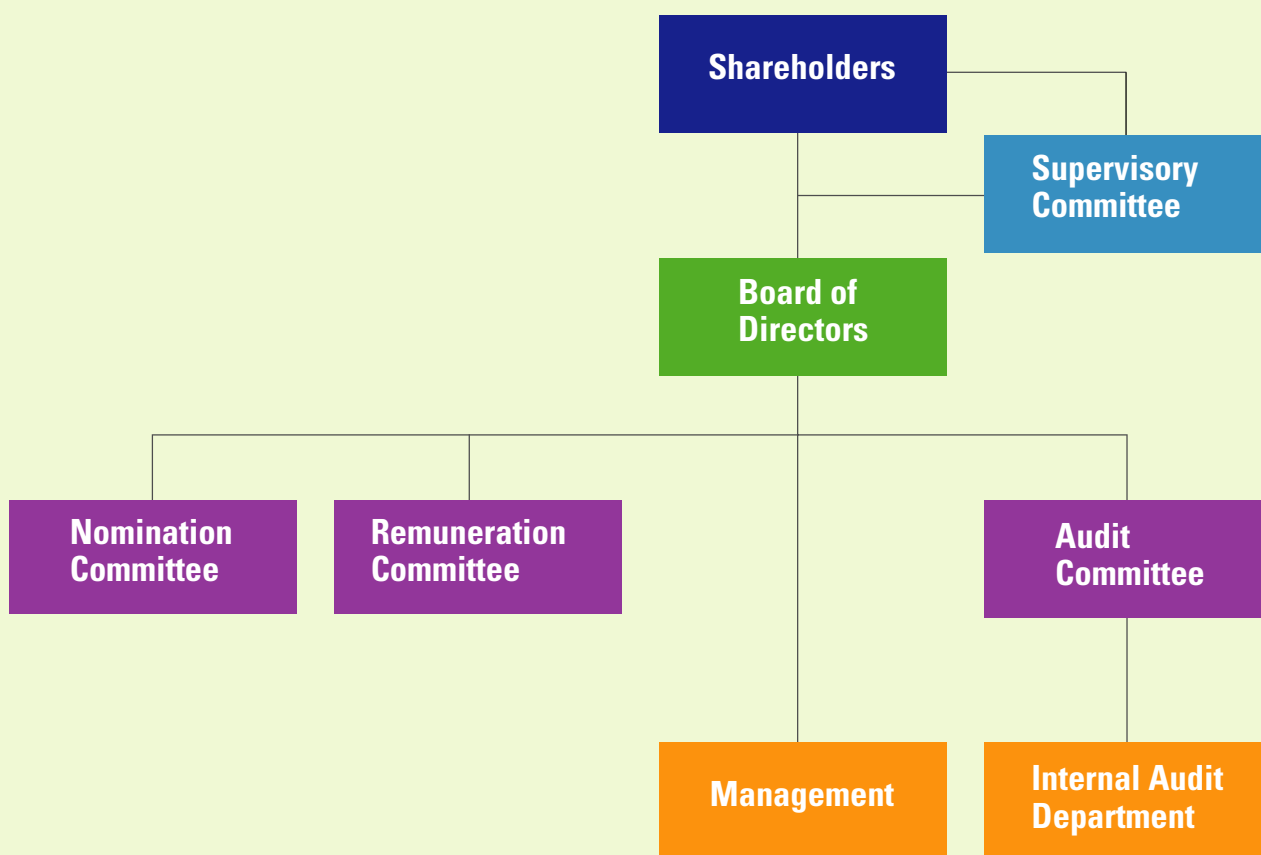 Shareholders
Supervisory
Committee
Board of
Directors
Nomination
Committee
Remuneration
Committee
Audit
Committee
Management
Internal Audit
Department